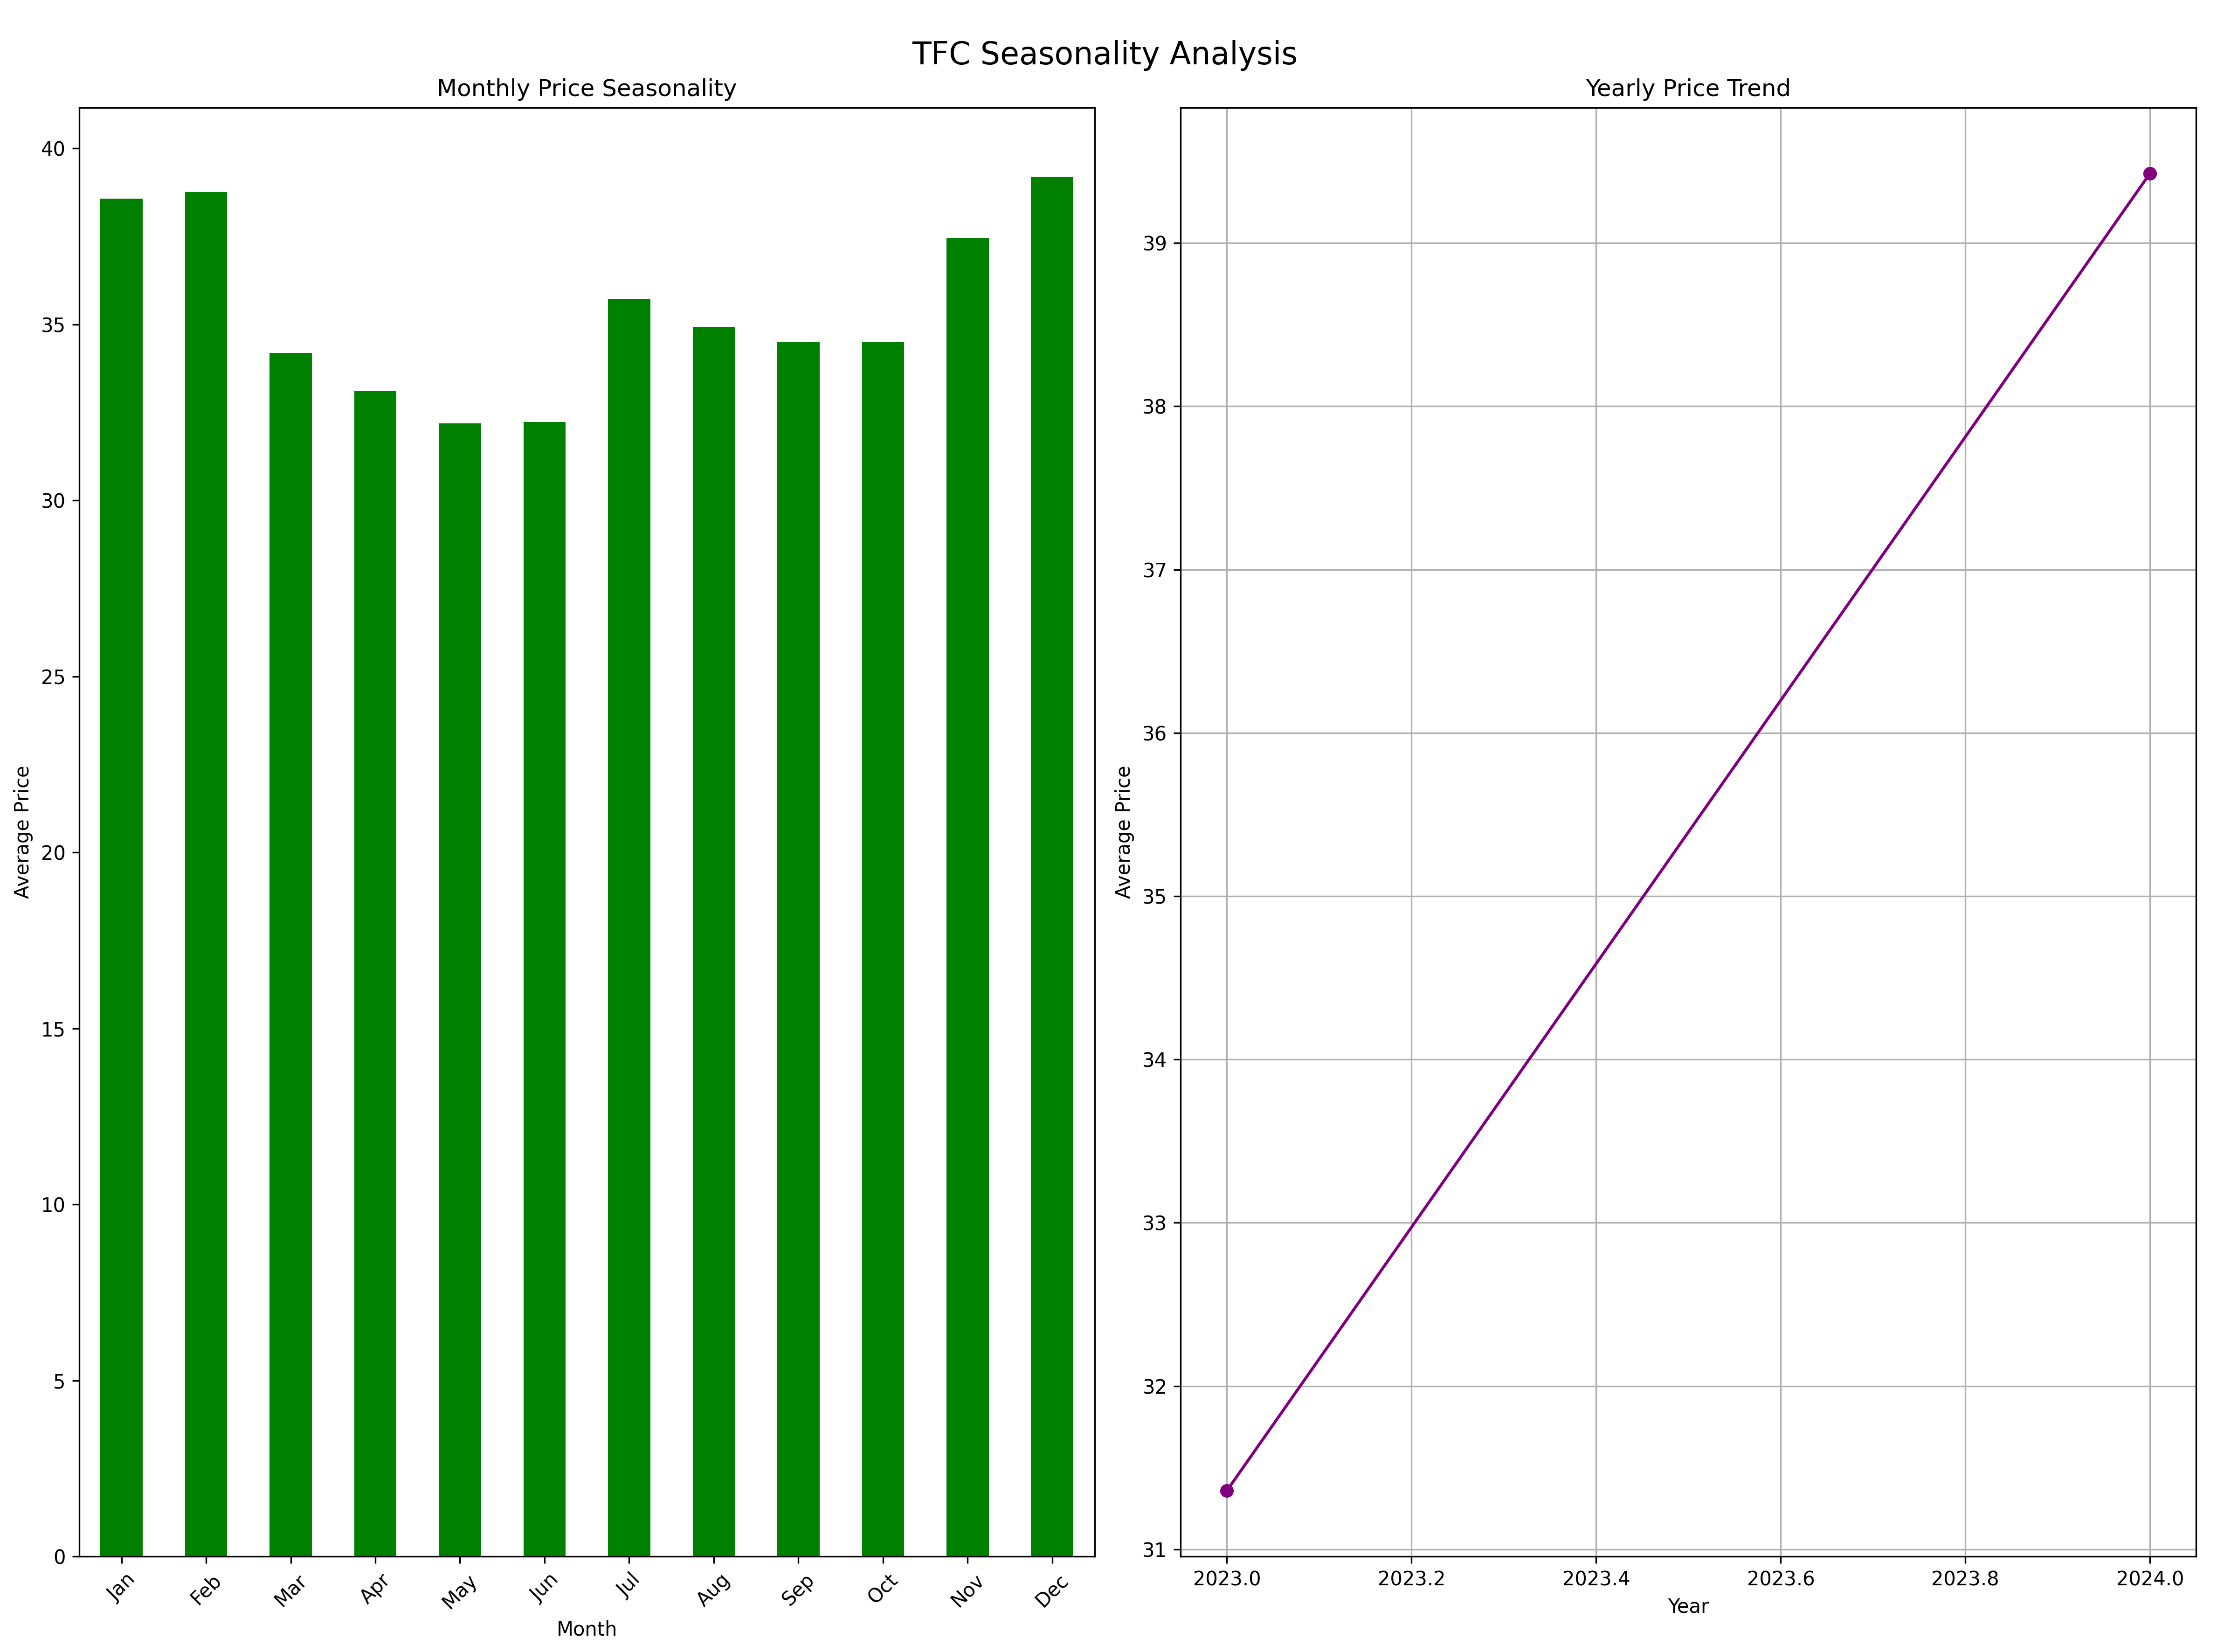 TFC Seasonality Analysis
Monthly Price Seasonality
Average Price
40
35
30
25
20
15
10
5
0
Jan
Feb
Mar
Apr
May
Jun
Jul
Aug
Sep
Oct
Nov
Dec
Month
Yearly Price Trend
Average Price
39
38
37
36
35
34
33
32
31
2023.0
2023.2
2023.4
2023.6
2023.8
2024.0
Year